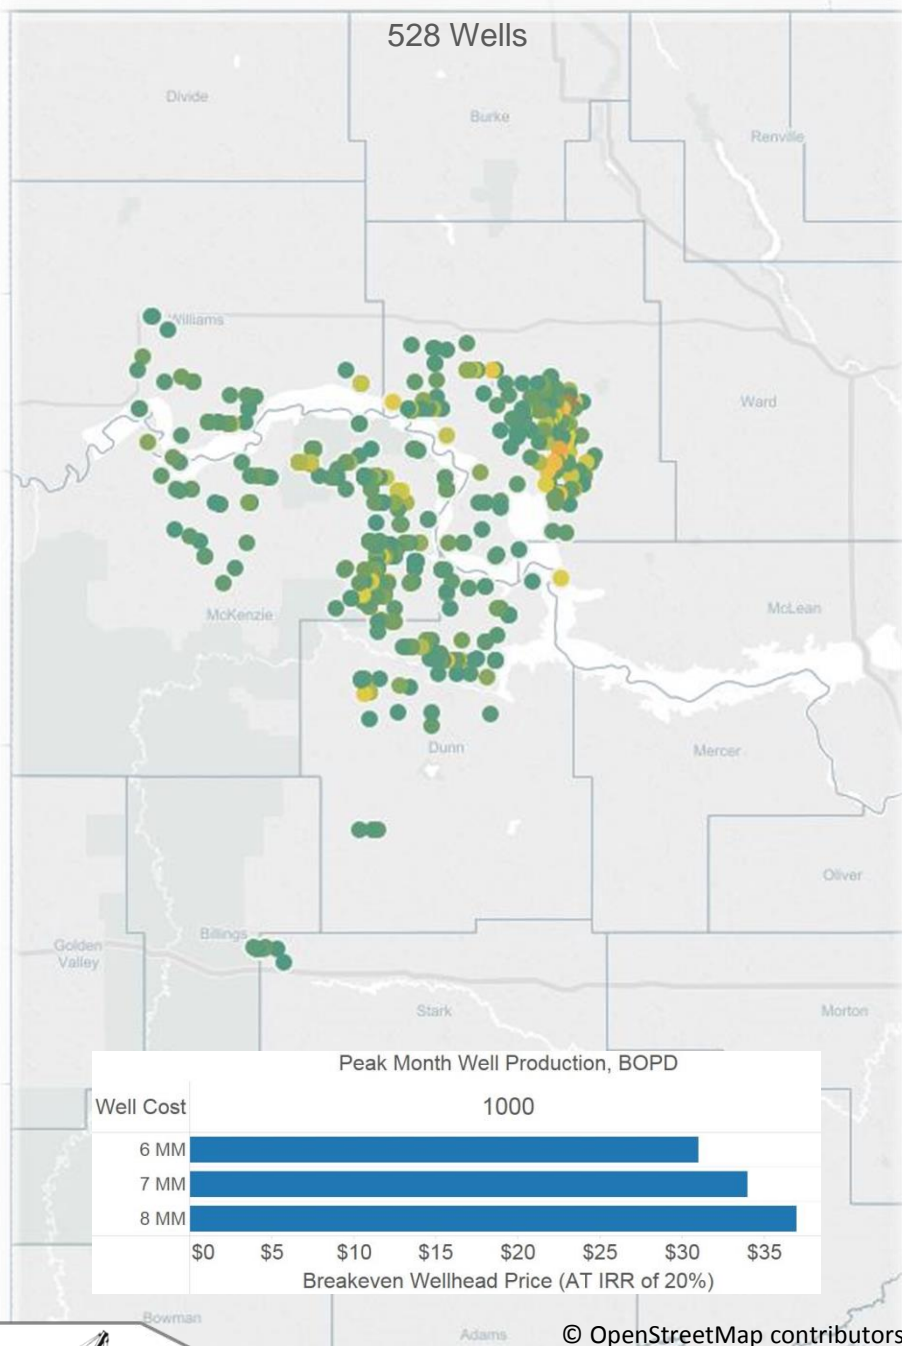 528 Wells
Divide
Burke
Renville
Williams
Ward
McKenzie
McLean
Dunn
Mercer
Oliver
Billings
Golden
Valley
Stark
Morton
Peak Month Well Production, BOPD
Well Cost
1000
6 MM
7 MM
8 MM
$0 $5 $10 $15 $20 $25 $30 $35
Breakeven Wellhead Price (AT IRR of 20%)
Bowman
Adams
© OpenStreetMap contributors